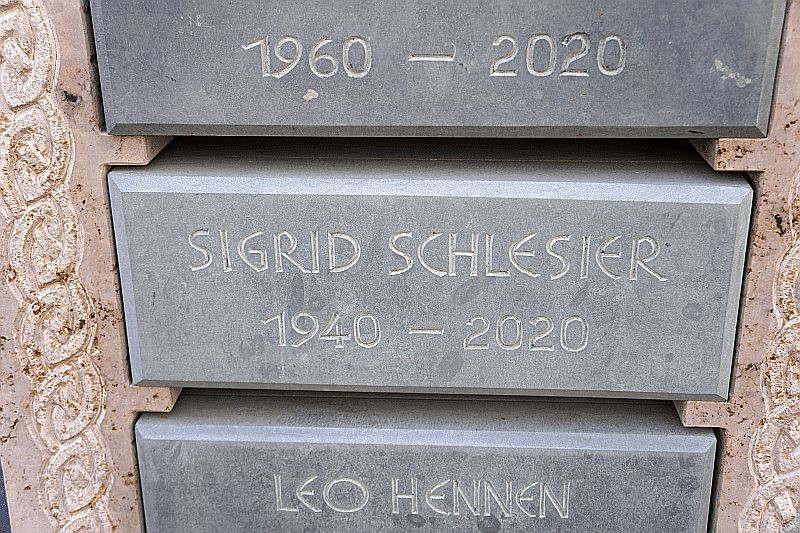 1960 – 2020
SIGRID SCHLESIER
1940 – 2020
LEO HENNEN